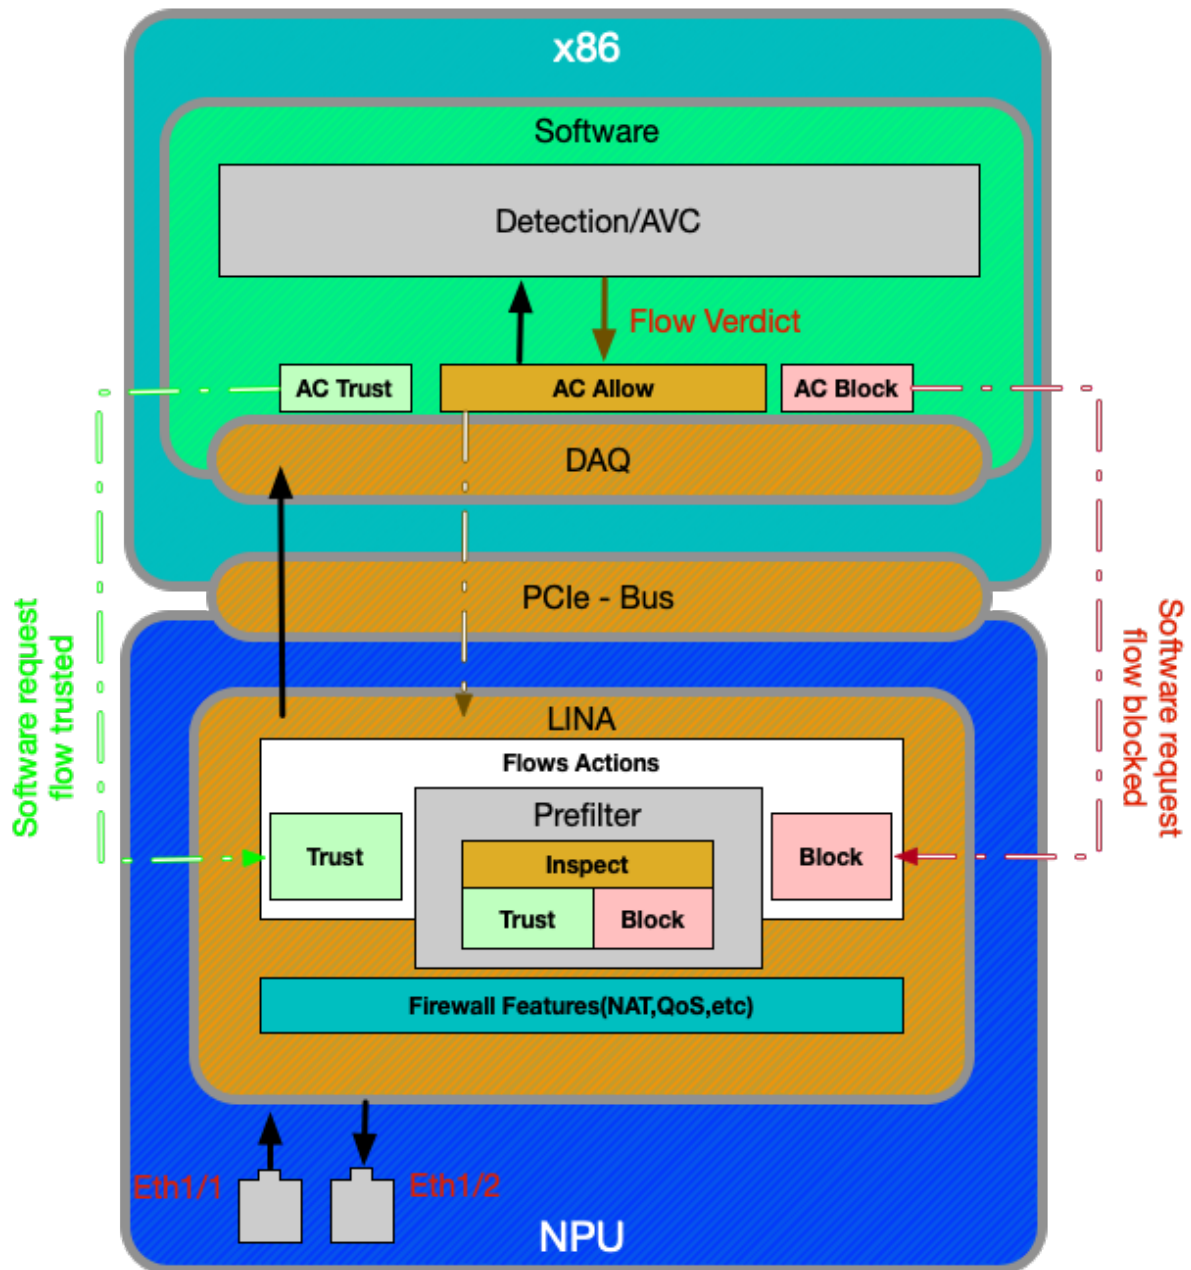 x86
Software
Detection/AVC
Flow Verdict
AC Trust
AC Allow
AC Block
DAQ
PCIe - Bus
Software request
flow trusted
Software request
flow blocked
LINA
Flows Actions
Prefilter
Trust
Inspect
Trust
Block
Block
Firewall Features(NAT,QoS,etc)
Eth1/1
Eth1/2
NPU